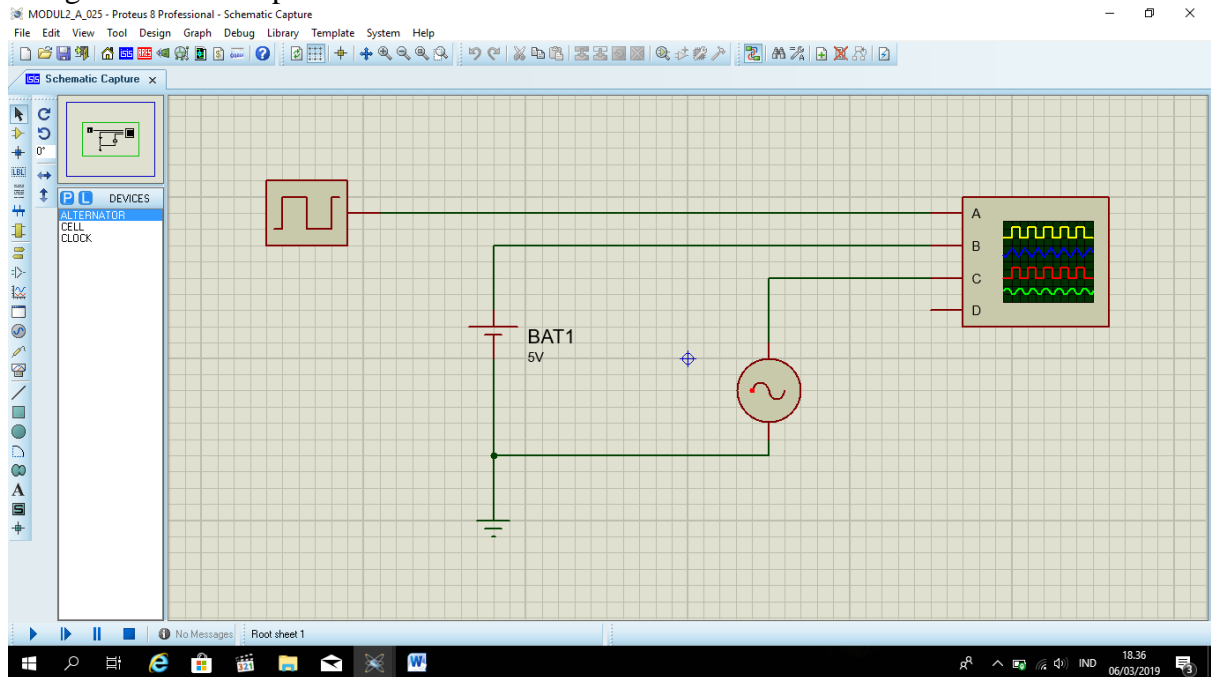 MODUL2_A_025 - Proteus 8 Professional - Schematic Capture
File Edit View Tool Design Graph Debug Library Template System Help
Schematic Capture x
0°
LBL
P L DEVICES
ALTERNATOR
CELL
CLOCK
A
B
C
D
BAT1
5V
A
S
No Messages
Root sheet 1
IND
18.36
06/03/2019